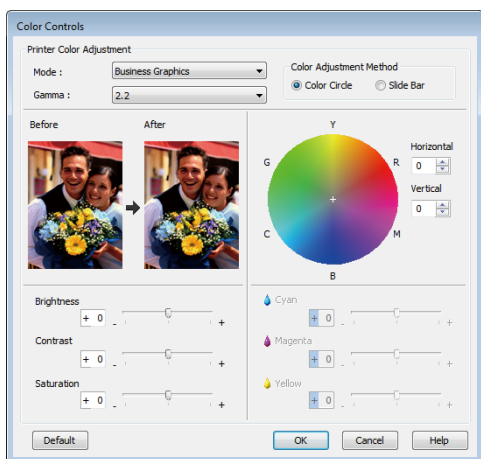 Color Controls
Printer Color Adjustment
Mode : Business Graphics
Gamma : 2.2
Color Adjustment Method
Color Circle Slide Bar
Before After
Y
G R
C M
B
Horizontal
0
Vertical
0
Brightness
+ 0 - +
Contrast
+ 0 - +
Saturation
+ 0 - +
Cyan
+ 0 - +
Magenta
+ 0 - +
Yellow
+ 0 - +
Default OK Cancel Help